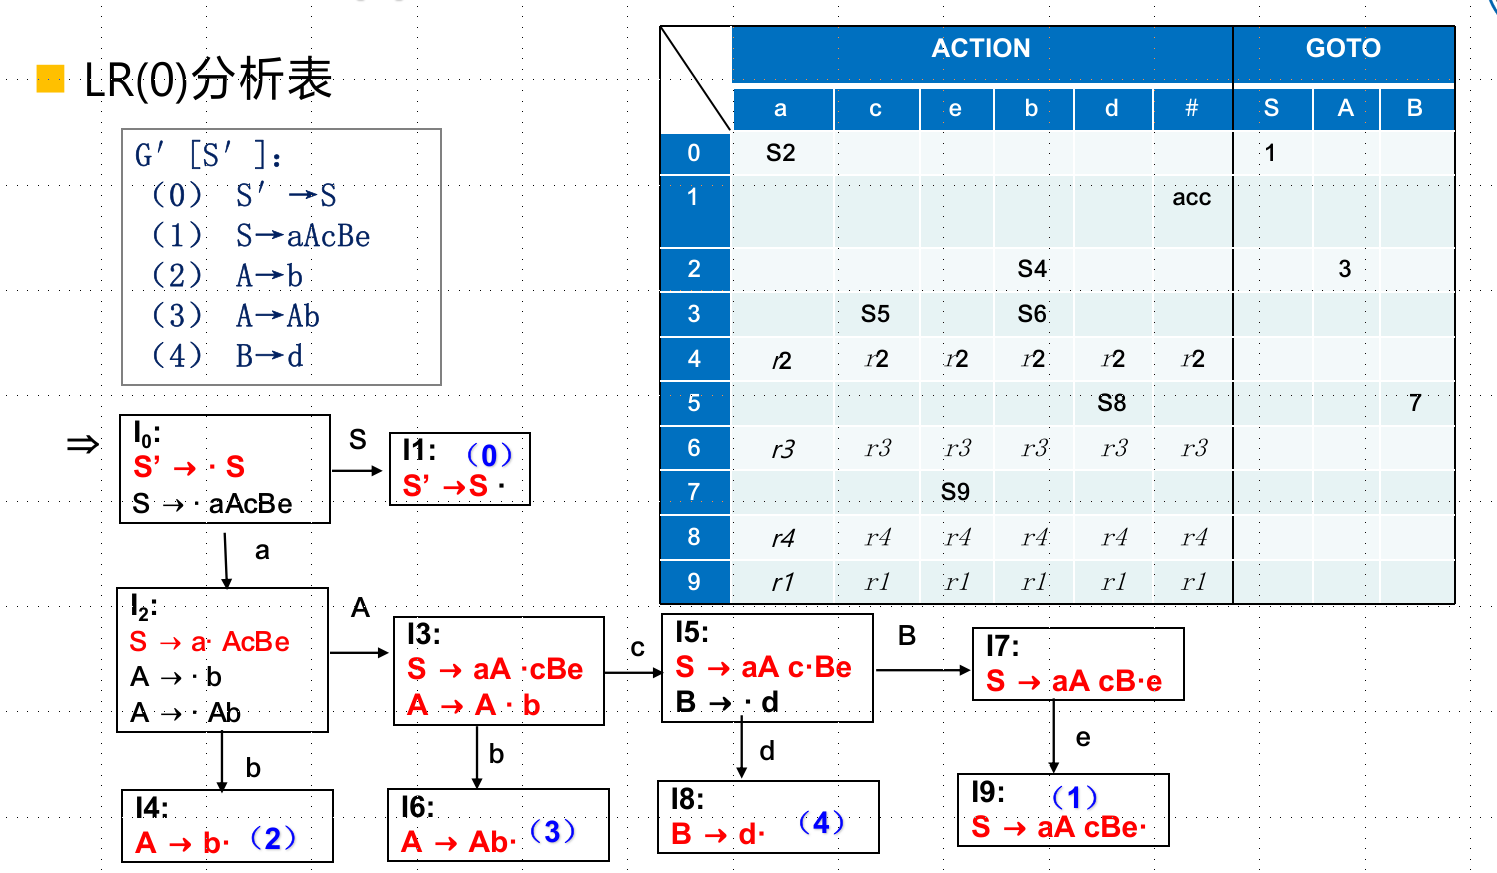 LR(0)分析表
G′ [S′ ]：
（0） S′ →S
（1） S→aAcBe
（2） A→b
（3） A→Ab
（4） B→d
ACTION GOTO
a c e b d # S A B
0 S2 1
1 acc
2 S4 3
3 S5 S6
4 r2 r2 r2 r2 r2 r2
5 S8 7
6 r3 r3 r3 r3 r3 r3
7 S9
8 r4 r4 r4 r4 r4 r4
9 r1 r1 r1 r1 r1 r1
⇒
I0:
S’ → · S
S → · aAcBe
S
I1: （0）
S’ →S ·
a
I2:
S → a· AcBe
A → · b
A → · Ab
A
I3:
S → aA ·cBe
A → A · b
c
I5:
S → aA c·Be
B → · d
B
I7:
S → aA cB·e
b
b
d
e
I4:
A → b· （2）
I6:
A → Ab· （3）
I8:
B → d· （4）
I9: （1）
S → aA cBe·